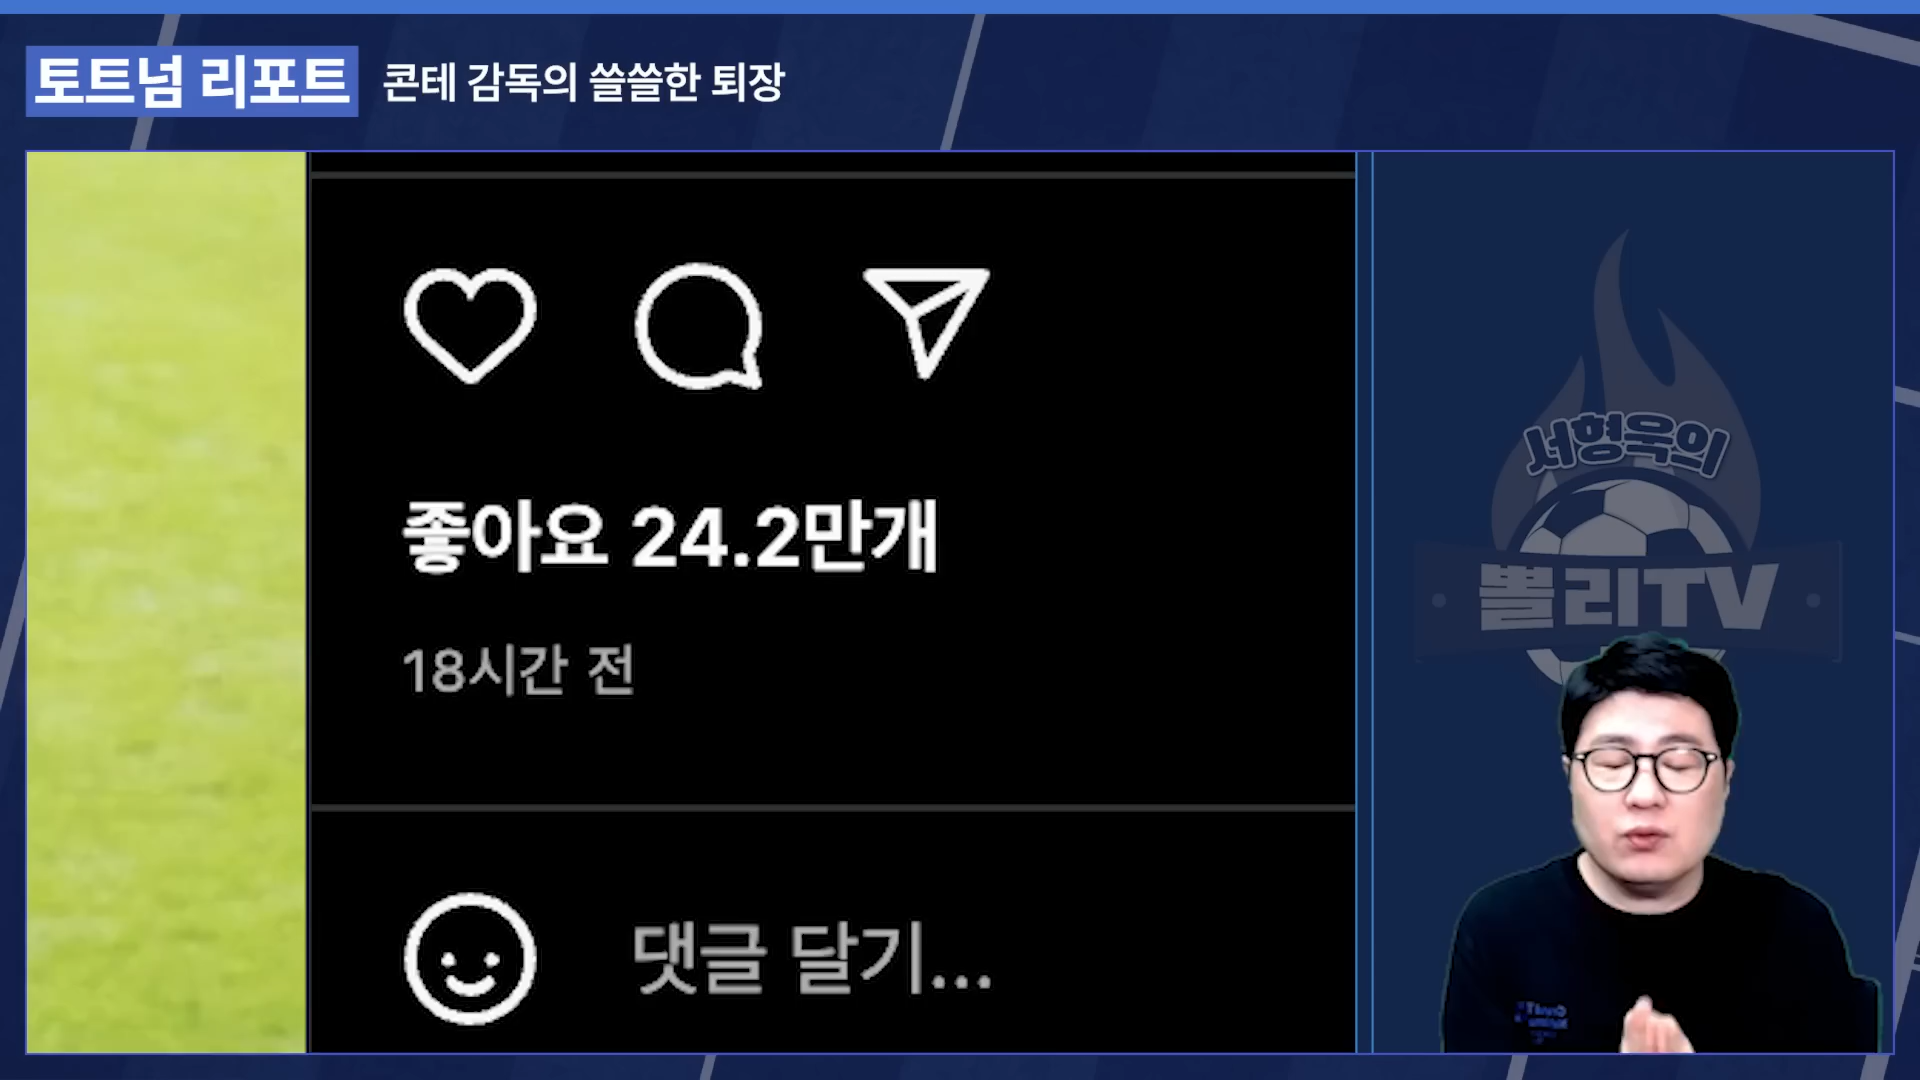 토트넘 리포트 콘테 감독의 쓸쓸한 퇴장
좋아요 24.2만개
18시간 전
댓글 달기...
서형욱의
뽈리TV